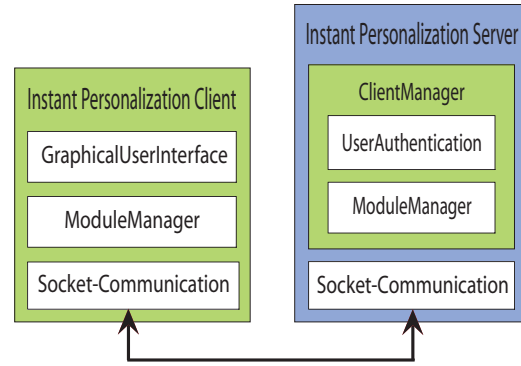 Instant Personalization Client
GraphicalUserInterface
ModuleManager
Socket-Communication
Instant Personalization Server
ClientManager
UserAuthentication
ModuleManager
Socket-Communication